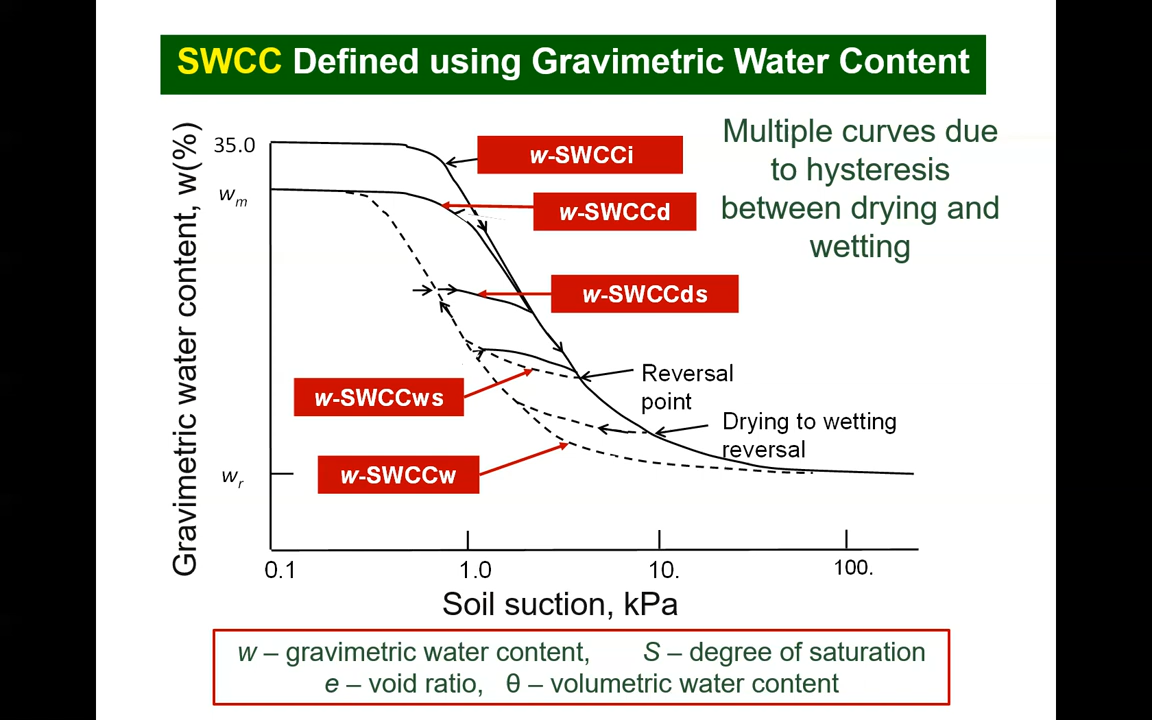 SWCC Defined using Gravimetric Water Content
Multiple curves due
to hysteresis
between drying and
wetting
Gravimetric water content, w(%)
35.0
wm
wr
w-SWCCi
w-SWCCd
w-SWCCds
w-SWCCws
w-SWCCw
Reversal
point
Drying to wetting
reversal
0.1
1.0
10.
100.
Soil suction, kPa
w – gravimetric water content, S – degree of saturation
e – void ratio, θ – volumetric water content